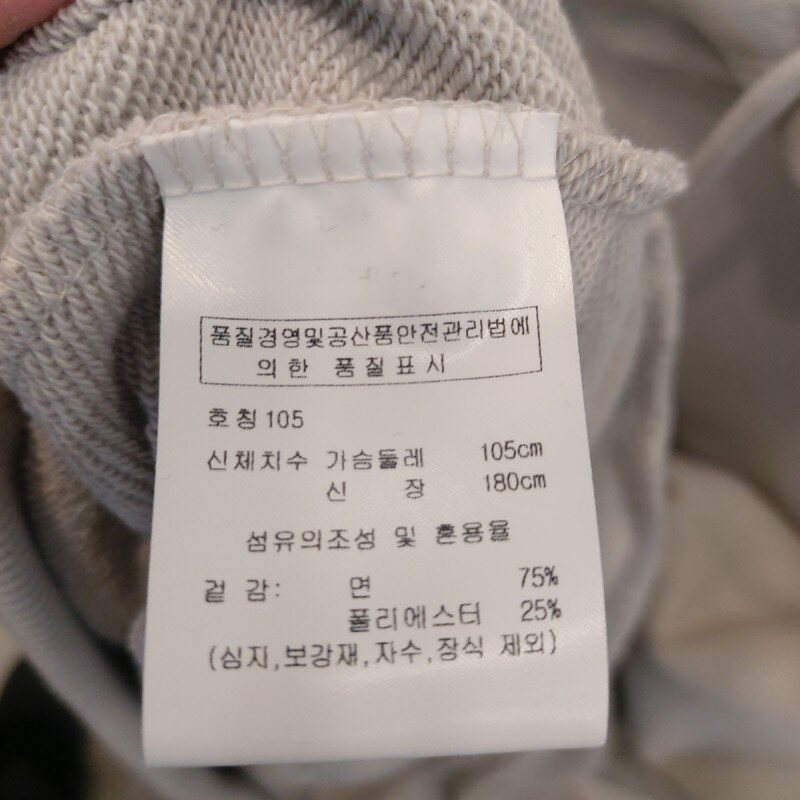 품질경영및공산품안전관리법에
의한 품질표시
호칭 105
신체치수 가슴둘레 105cm
신 장 180cm
섬유의조성 및 혼용율
겉 감: 면 75%
폴리에스터 25%
(심지,보강재,자수,장식 제외)